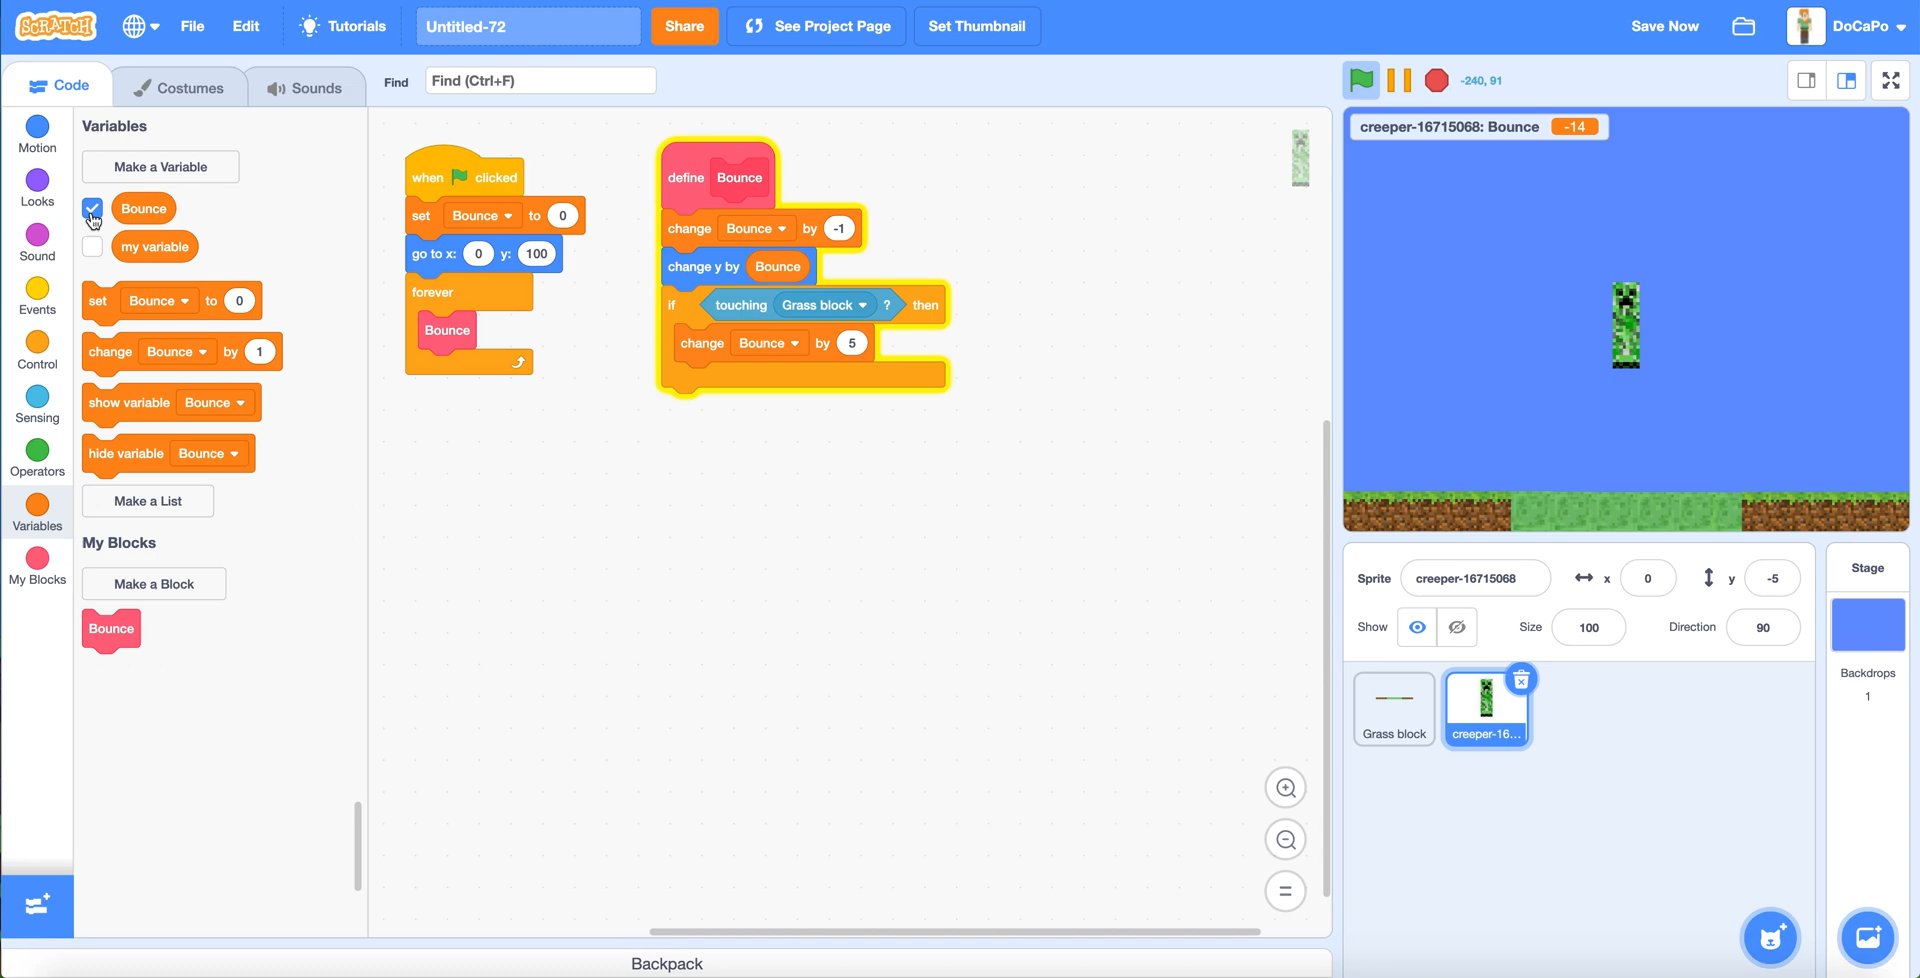 SCRATCH File Edit Tutorials Untitled-72 Share See Project Page Set Thumbnail Save Now DoCaPo
Code Costumes Sounds Find Find (Ctrl+F) -240, 91
Motion
Looks
Sound
Events
Control
Sensing
Operators
Variables
My Blocks
Variables
Make a Variable
Bounce
my variable
set Bounce to 0
change Bounce by 1
show variable Bounce
hide variable Bounce
Make a List
My Blocks
Make a Block
Bounce
when clicked
set Bounce to 0
go to x: 0 y: 100
forever
Bounce
define Bounce
change Bounce by -1
change y by Bounce
if touching Grass block ? then
change Bounce by 5
creeper-16715068: Bounce -14
Sprite creeper-16715068 x 0 y -5
Show Size 100 Direction 90
Grass block
creeper-16...
Stage
Backdrops
1
Backpack